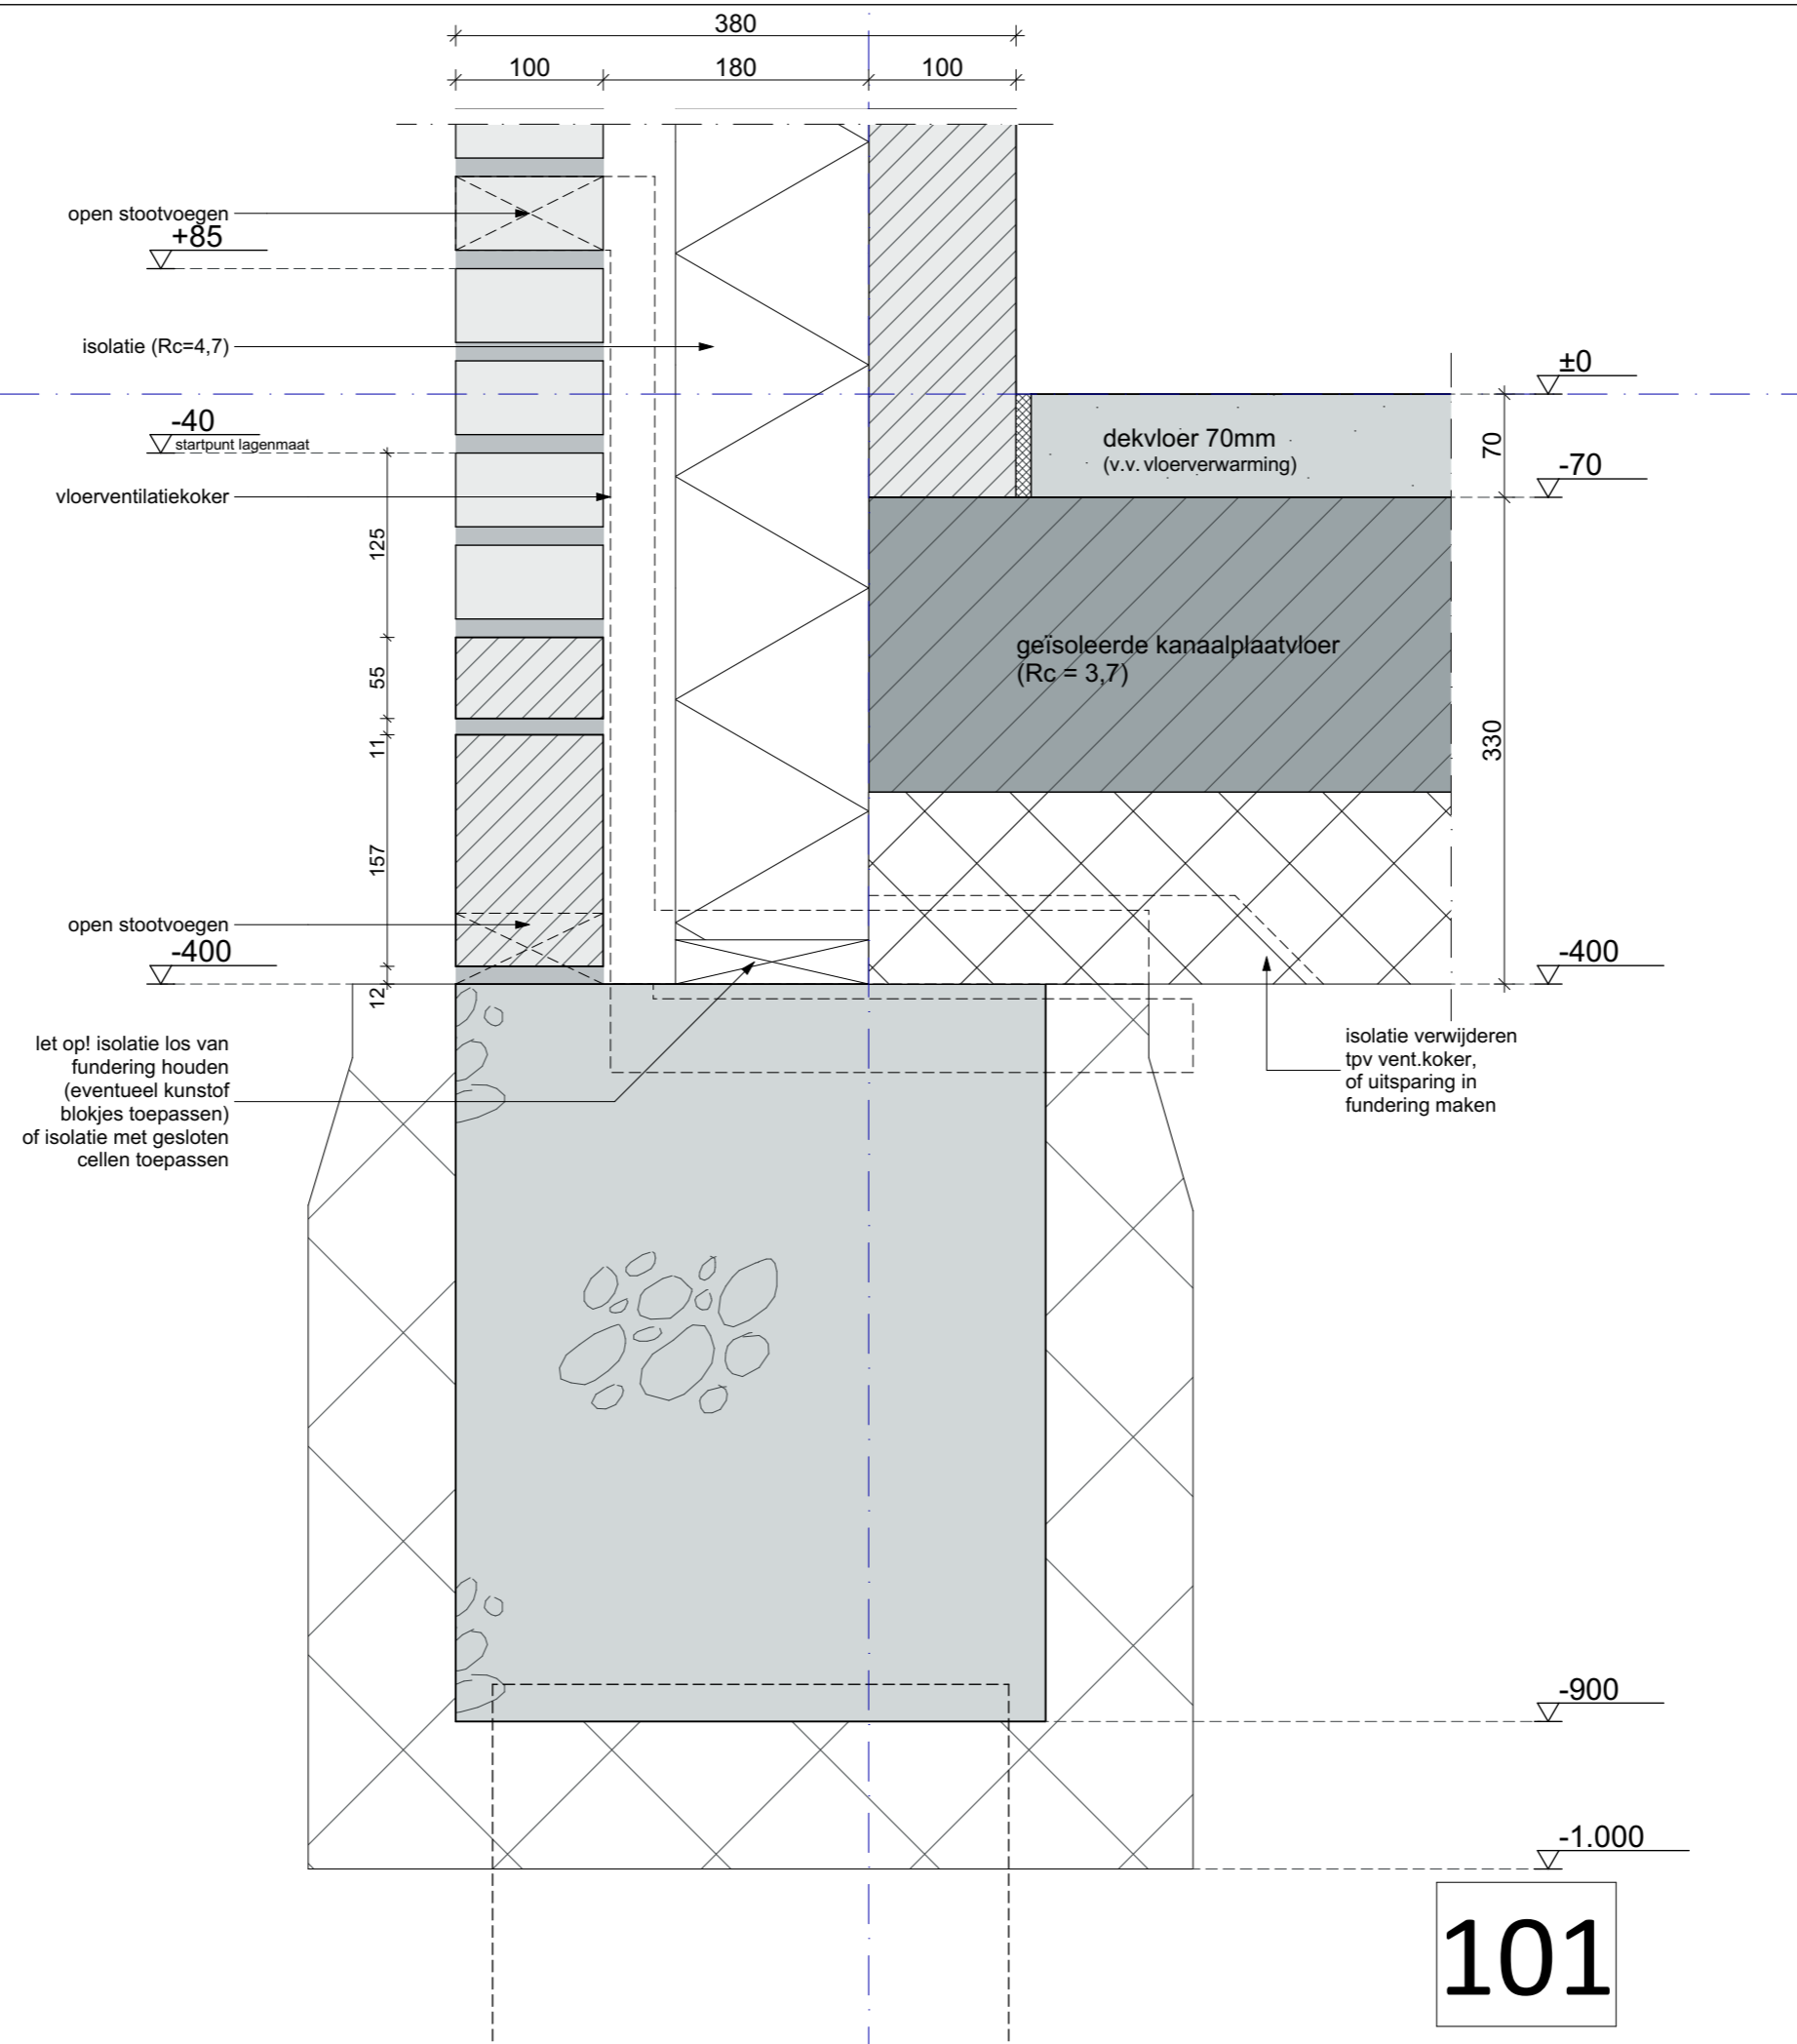 380
100
180
100
open stootvoegen
+85
isolatie (Rc=4,7)
±0
-40
startpunt lagenmaat
dekvloer 70mm
(v.v. vloerverwarming)
70
-70
vloerventilatiekoker
125
geïsoleerde kanaalplaatvloer
(Rc = 3,7)
55
11
330
157
open stootvoegen
-400
-400
12
let op! isolatie los van
fundering houden
(eventueel kunstof
blokjes toepassen)
of isolatie met gesloten
cellen toepassen
isolatie verwijderen
tpv vent.koker,
of uitsparing in
fundering maken
-900
-1.000
101